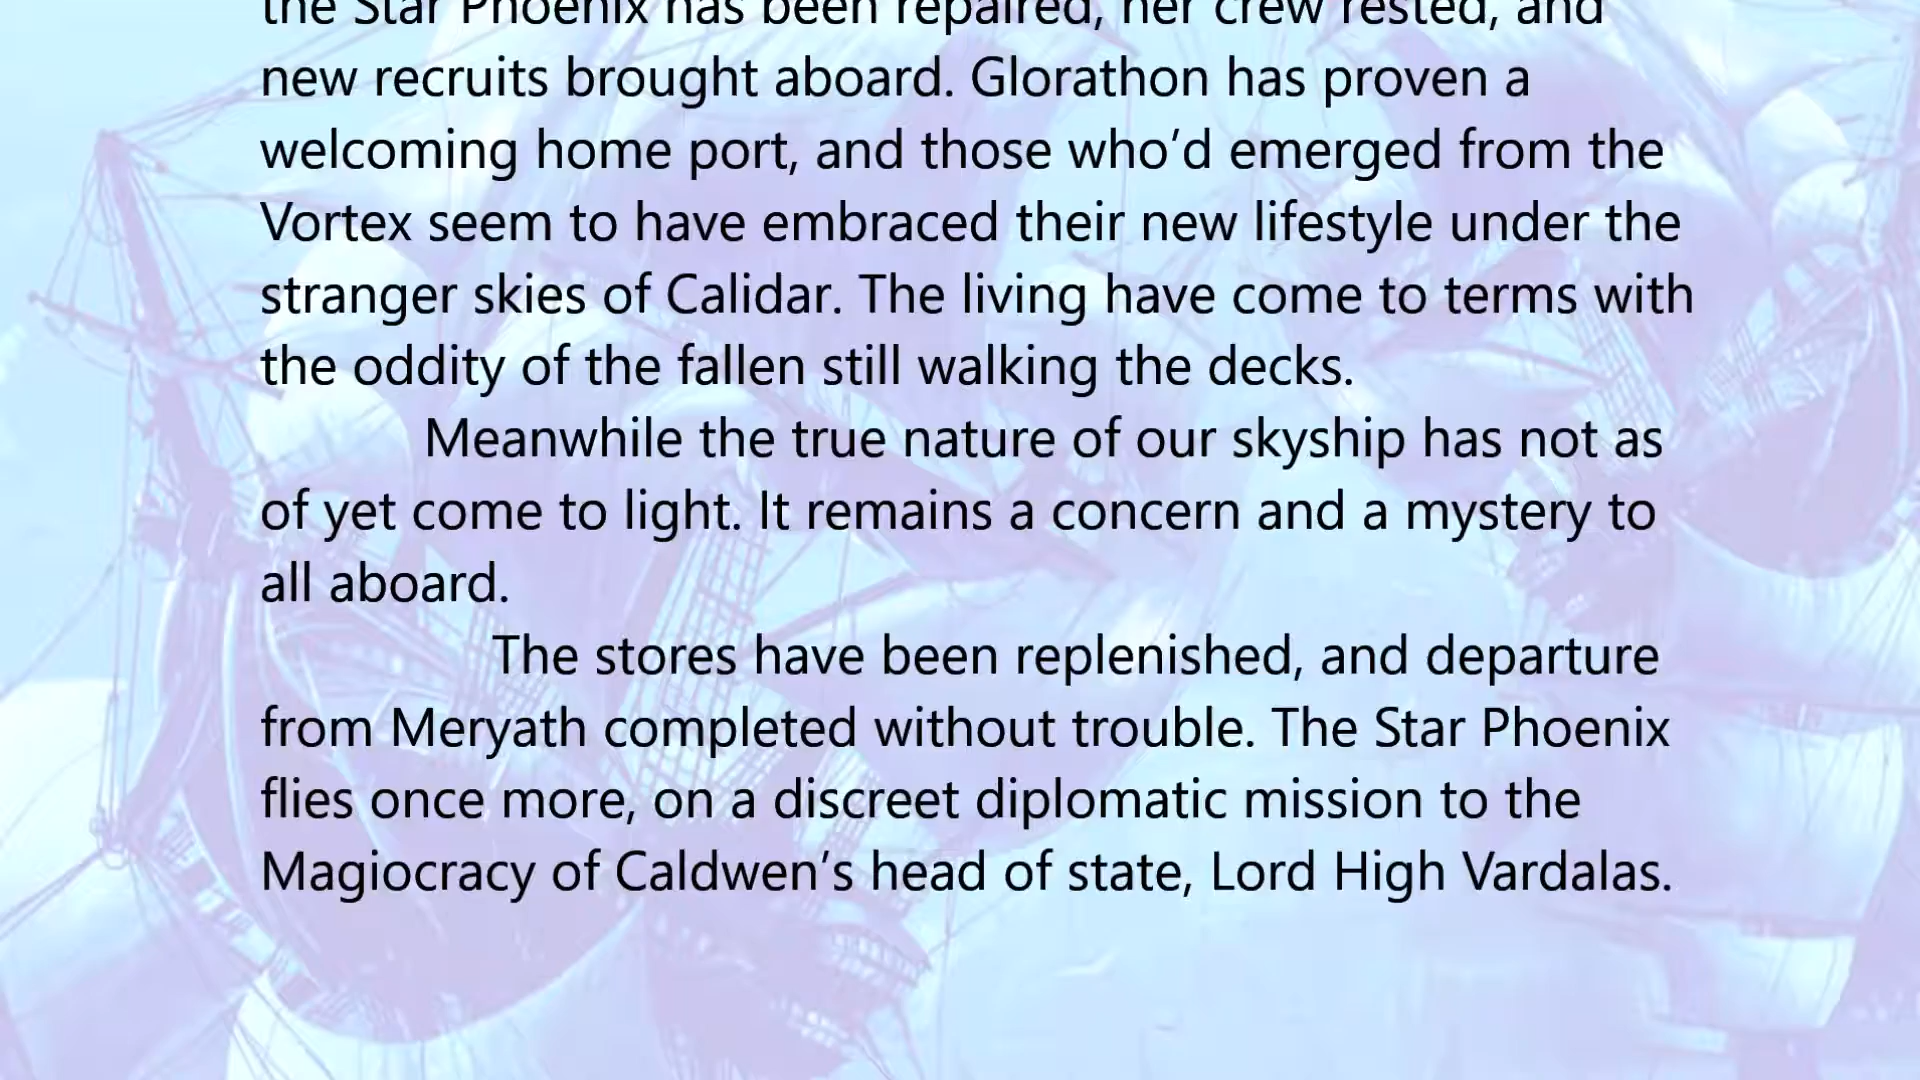 the Star Phoenix has been repaired, her crew rested, and
new recruits brought aboard. Glorathon has proven a
welcoming home port, and those who’d emerged from the
Vortex seem to have embraced their new lifestyle under the
stranger skies of Calidar. The living have come to terms with
the oddity of the fallen still walking the decks.
Meanwhile the true nature of our skyship has not as
of yet come to light. It remains a concern and a mystery to
all aboard.
The stores have been replenished, and departure
from Meryath completed without trouble. The Star Phoenix
flies once more, on a discreet diplomatic mission to the
Magiocracy of Caldwen’s head of state, Lord High Vardalas.